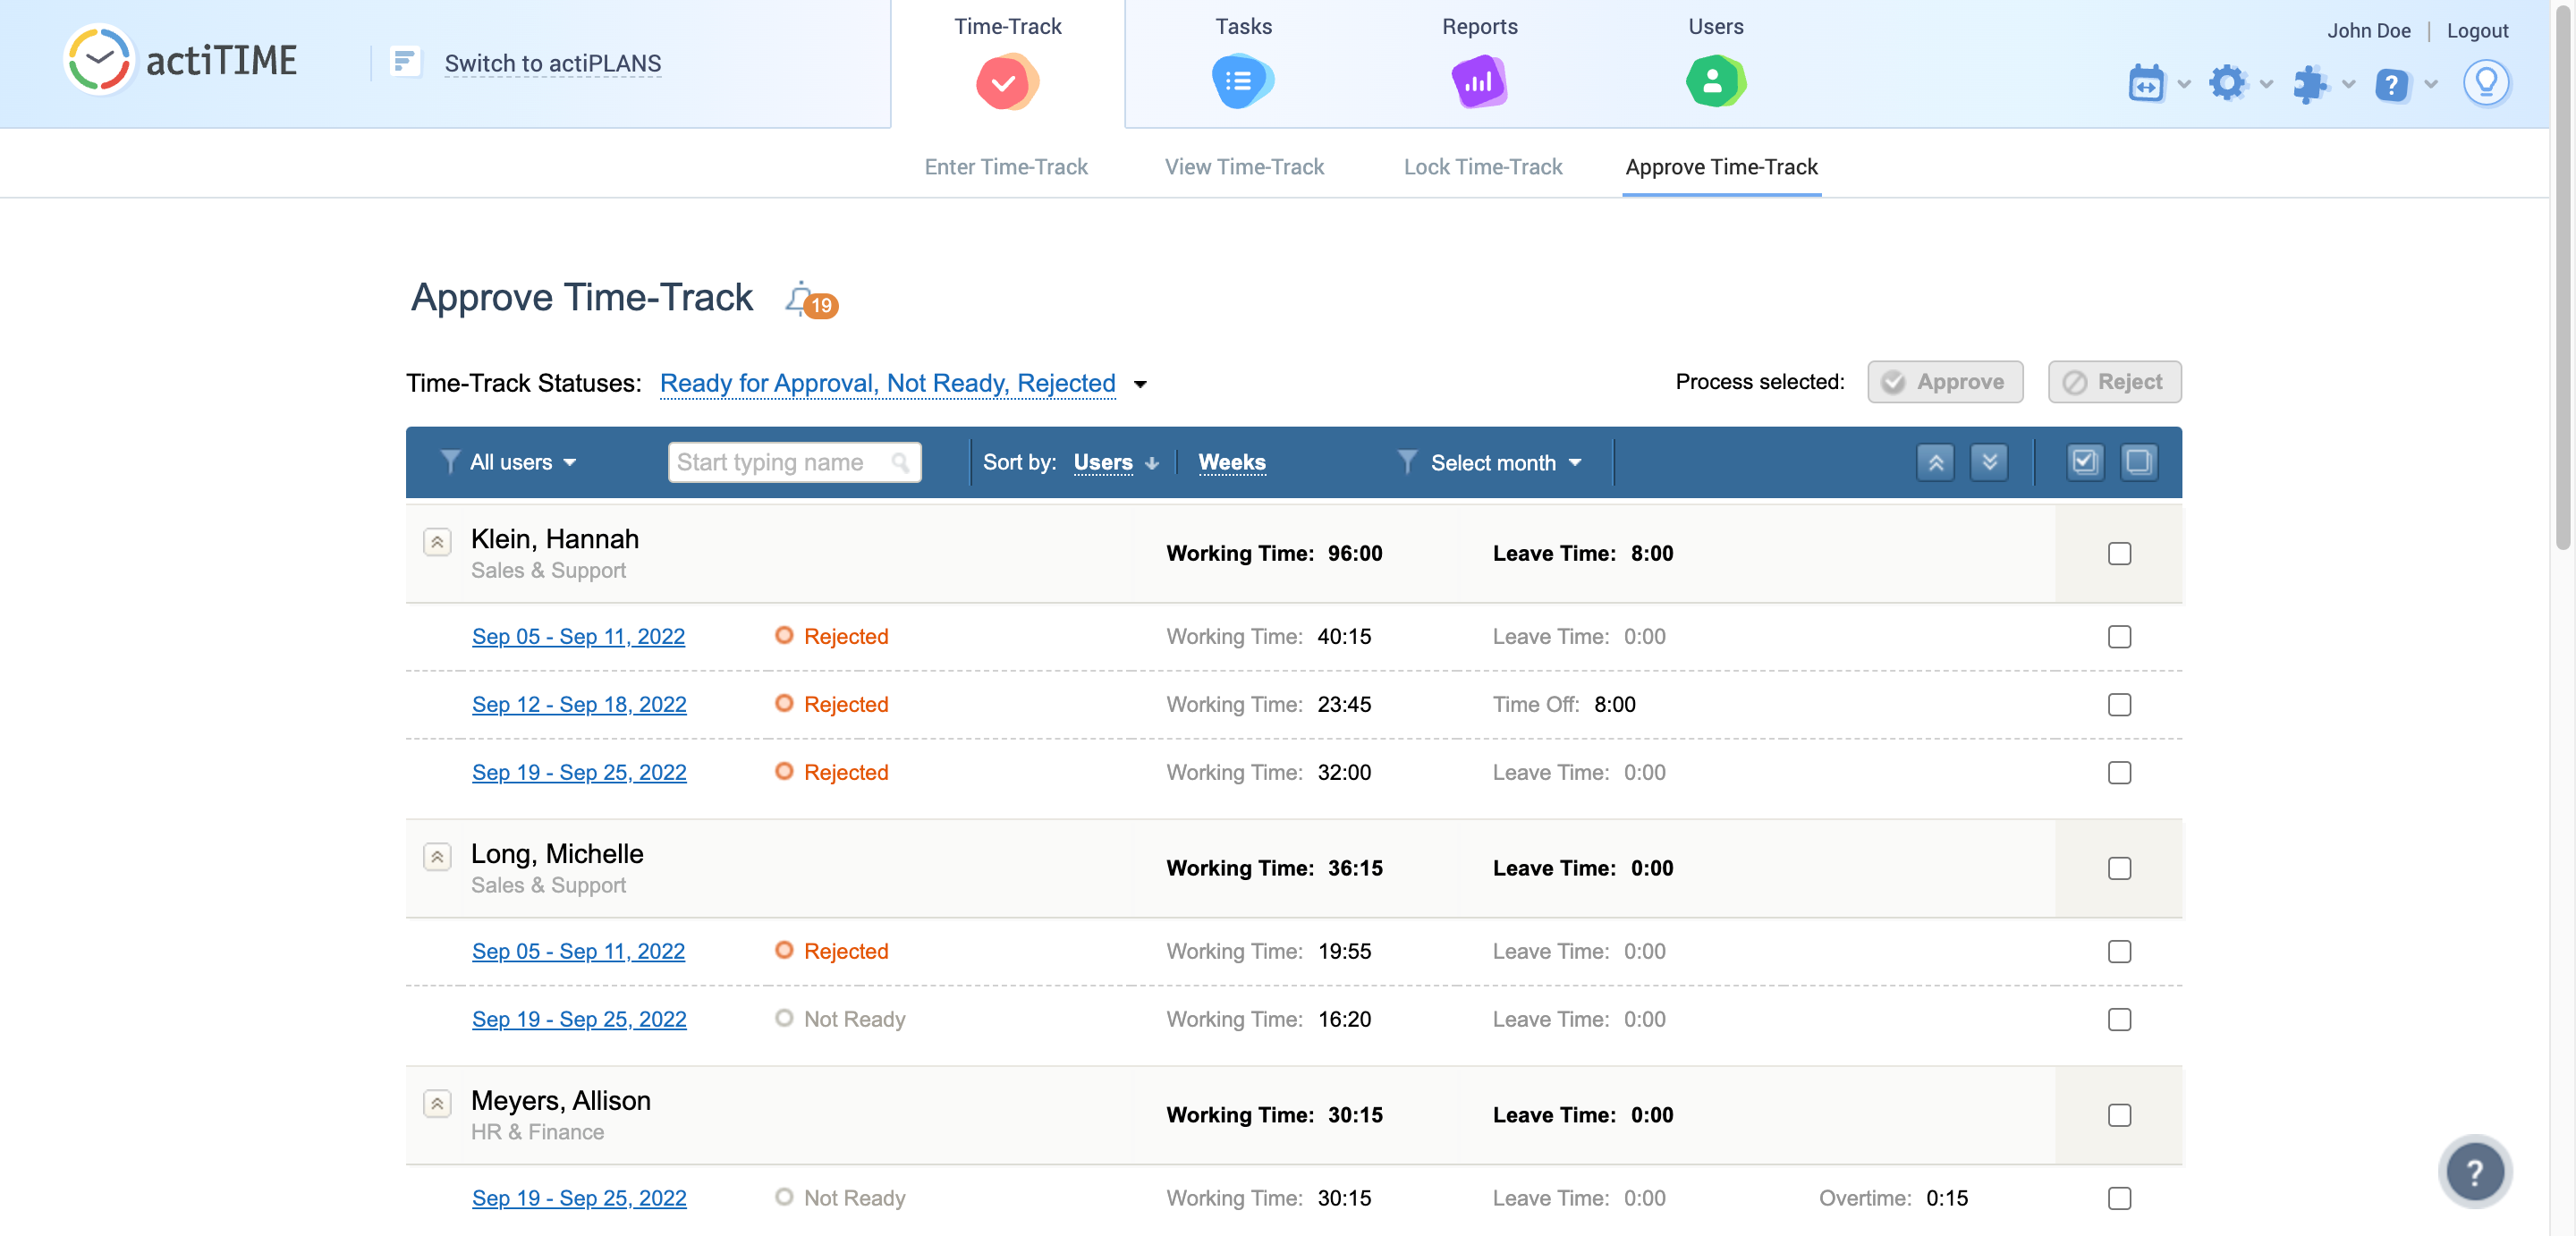 actiTIME
Switch to actiPLANS
Time-Track
Tasks
Reports
Users
John Doe
Logout
?
Enter Time-Track
View Time-Track
Lock Time-Track
Approve Time-Track
Approve Time-Track 19
Time-Track Statuses: Ready for Approval, Not Ready, Rejected
Process selected: Approve Reject
All users Start typing name Sort by: Users Weeks Select month
Klein, Hannah
Sales & Support
Working Time: 96:00 Leave Time: 8:00
Sep 05 - Sep 11, 2022 Rejected Working Time: 40:15 Leave Time: 0:00
Sep 12 - Sep 18, 2022 Rejected Working Time: 23:45 Time Off: 8:00
Sep 19 - Sep 25, 2022 Rejected Working Time: 32:00 Leave Time: 0:00
Long, Michelle
Sales & Support
Working Time: 36:15 Leave Time: 0:00
Sep 05 - Sep 11, 2022 Rejected Working Time: 19:55 Leave Time: 0:00
Sep 19 - Sep 25, 2022 Not Ready Working Time: 16:20 Leave Time: 0:00
Meyers, Allison
HR & Finance
Working Time: 30:15 Leave Time: 0:00
Sep 19 - Sep 25, 2022 Not Ready Working Time: 30:15 Leave Time: 0:00 Overtime: 0:15
?